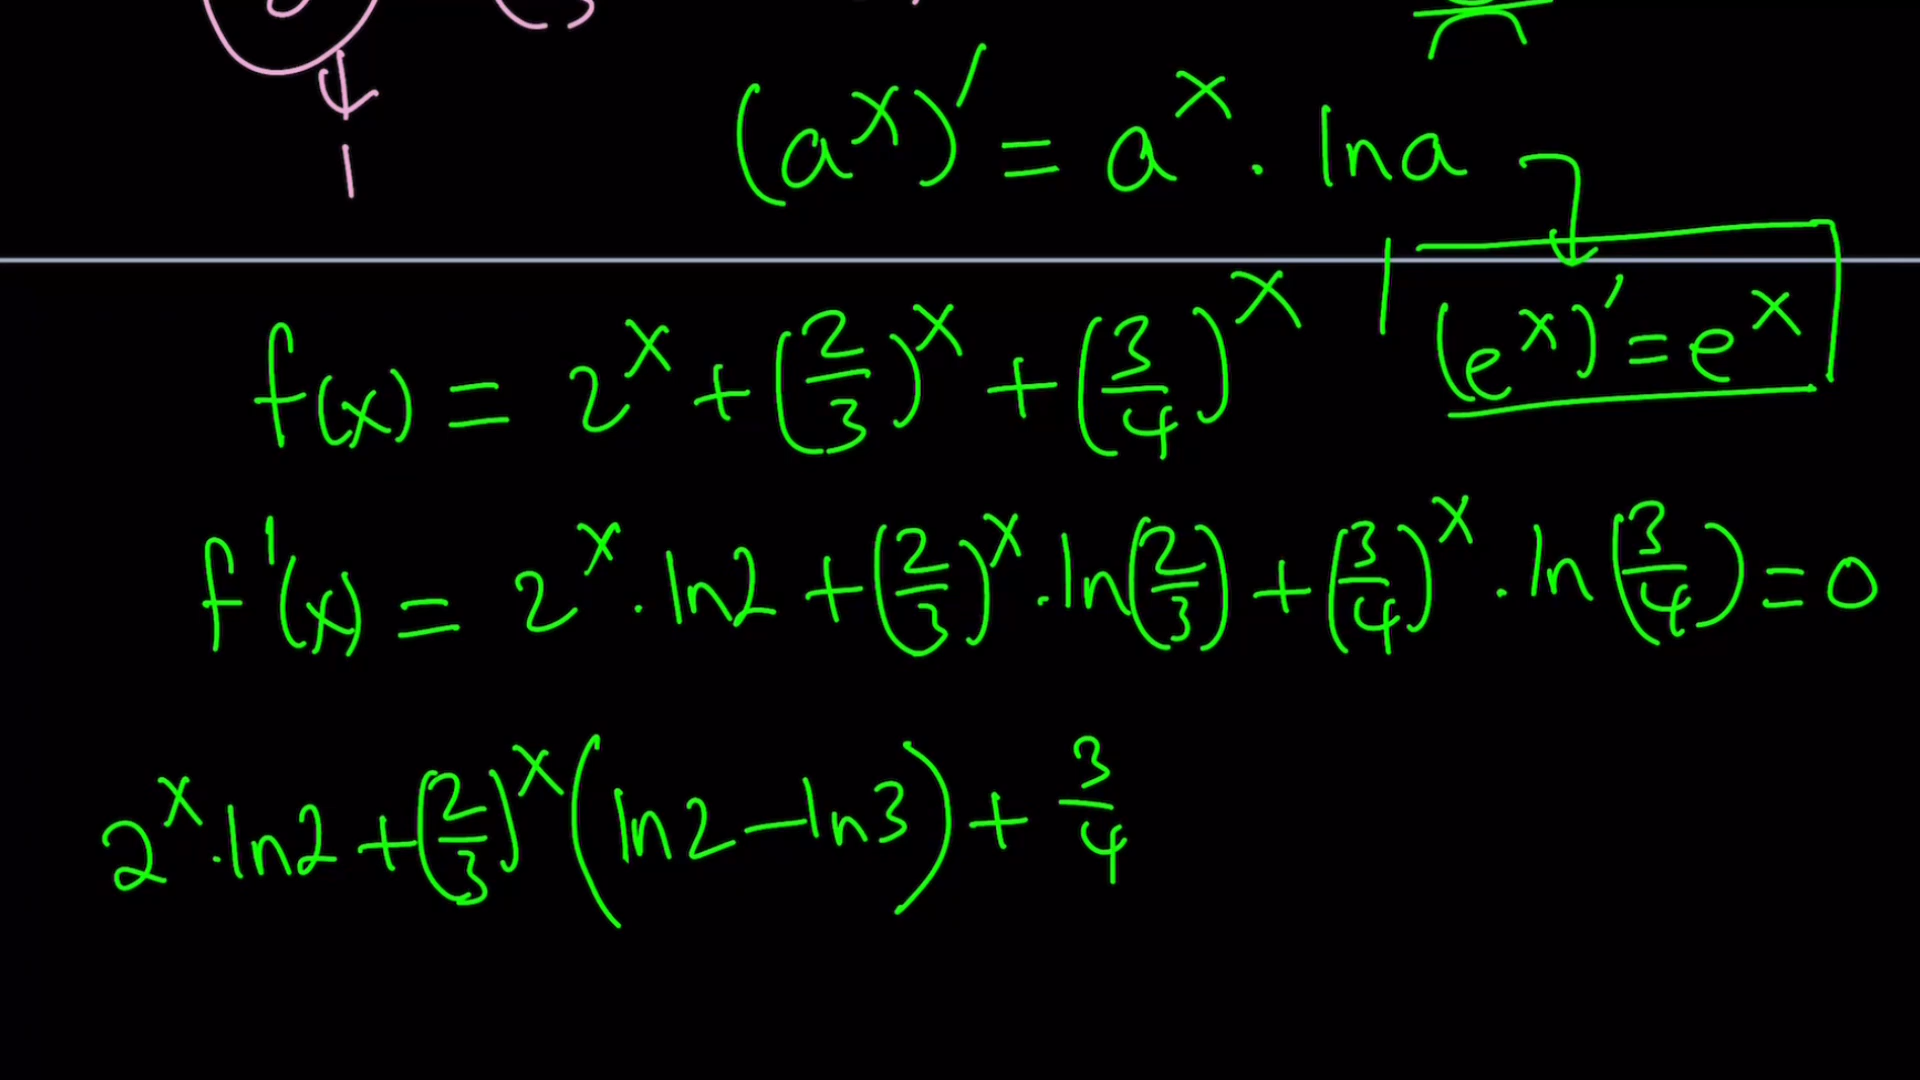 1
(a^x)' = a^x · ln a
f(x) = 2^x + (2/3)^x + (3/4)^x | (e^x)' = e^x
f'(x) = 2^x · ln2 + (2/3)^x · ln(2/3) + (3/4)^x · ln(3/4) = 0
2^x · ln2 + (2/3)^x (ln2 - ln3) + 3/4